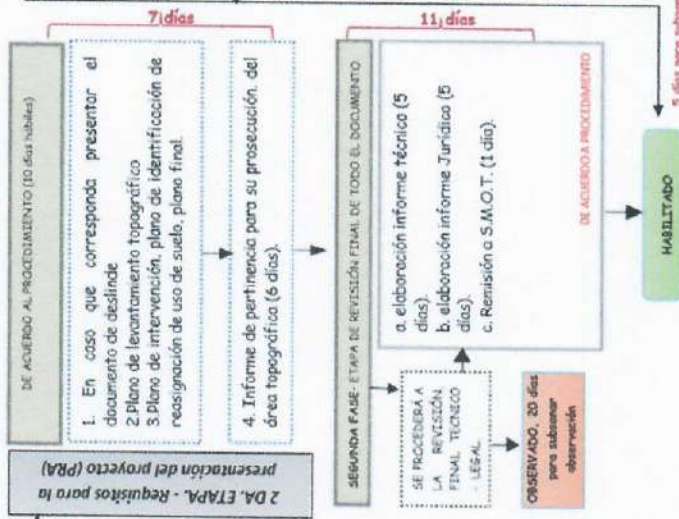 7 días
DE ACUERDO AL PROCEDIMIENTO (10 días hábiles)
2 DA. ETAPA. - Requisitos para la
presentación del proyecto (PRA)
1. En caso que corresponda presentar el
documento de deslinde
2.Plano de levantamiento topográfico
3.Plano de intervención, plano de identificación de
reasignación de uso de suelo, plano final.
4. Informe de pertinencia para su prosecución. del
área topográfica (6 días).
11 días
SEGUNDA FASE- ETAPA DE REVISIÓN FINAL DE TODO EL DOCUMENTO
SE PROCEDERÁ A
LA REVISIÓN
FINAL TECNICO
- LEGAL
a. elaboración informe técnico (5
días).
b. elaboración informe Jurídico (5
días).
c. Remisión a S.M.O.T. (1 día).
DE ACUERDO A PROCEDIMIENTO
OBSERVADO, 20 días
para subsanar
observación
HABILITADO
5 días para